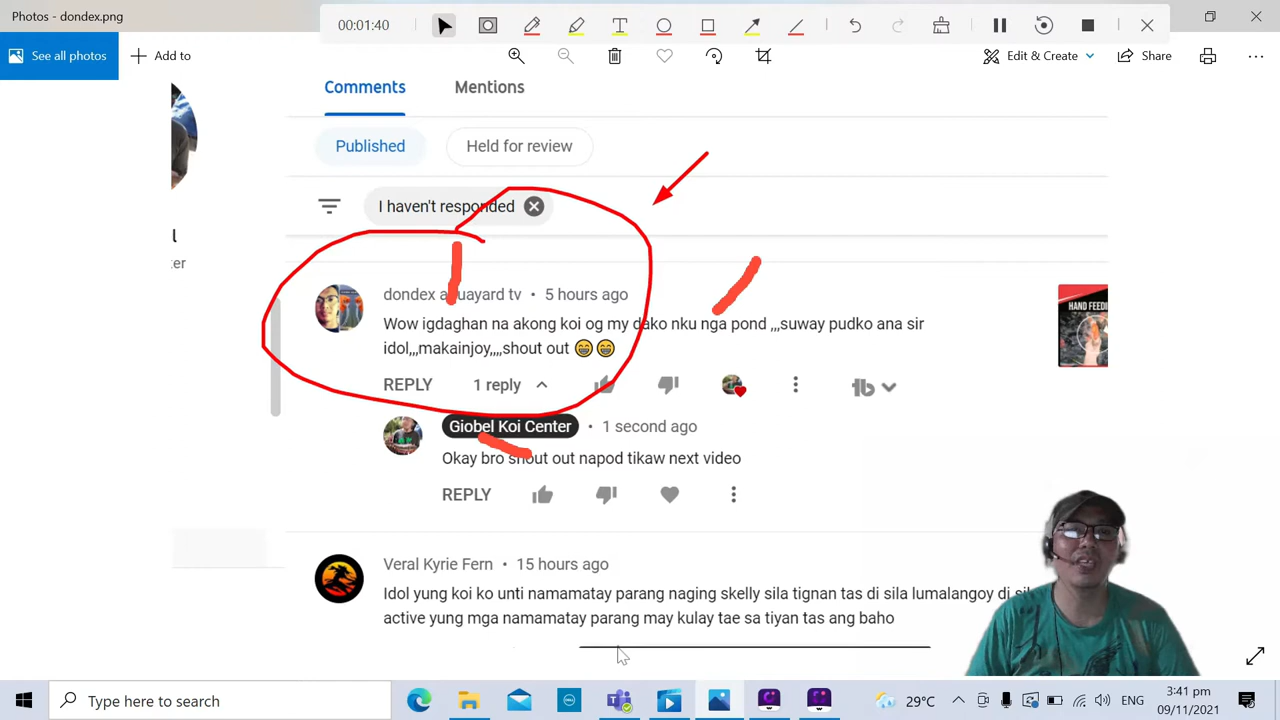 Photos - dondex.png
00:01:40
See all photos
Add to
Edit & Create
Share
Comments
Mentions
Published
Held for review
I haven't responded
l
ker
dondex aquayard tv • 5 hours ago
Wow igdaghan na akong koi og my dako nku nga pond ,,,suway pudko ana sir
idol,,,makainjoy,,,,shout out 😁😁
HAND FEEDI
REPLY
1 reply
Giobel Koi Center • 1 second ago
Okay bro shout out napod tikaw next video
REPLY
Veral Kyrie Fern • 15 hours ago
Idol yung koi ko unti namamatay parang naging skelly sila tignan tas di sila lumalangoy di sil
active yung mga namamatay parang may kulay tae sa tiyan tas ang baho
Type here to search
DELL
29°C
ENG
3:41 pm
09/11/2021